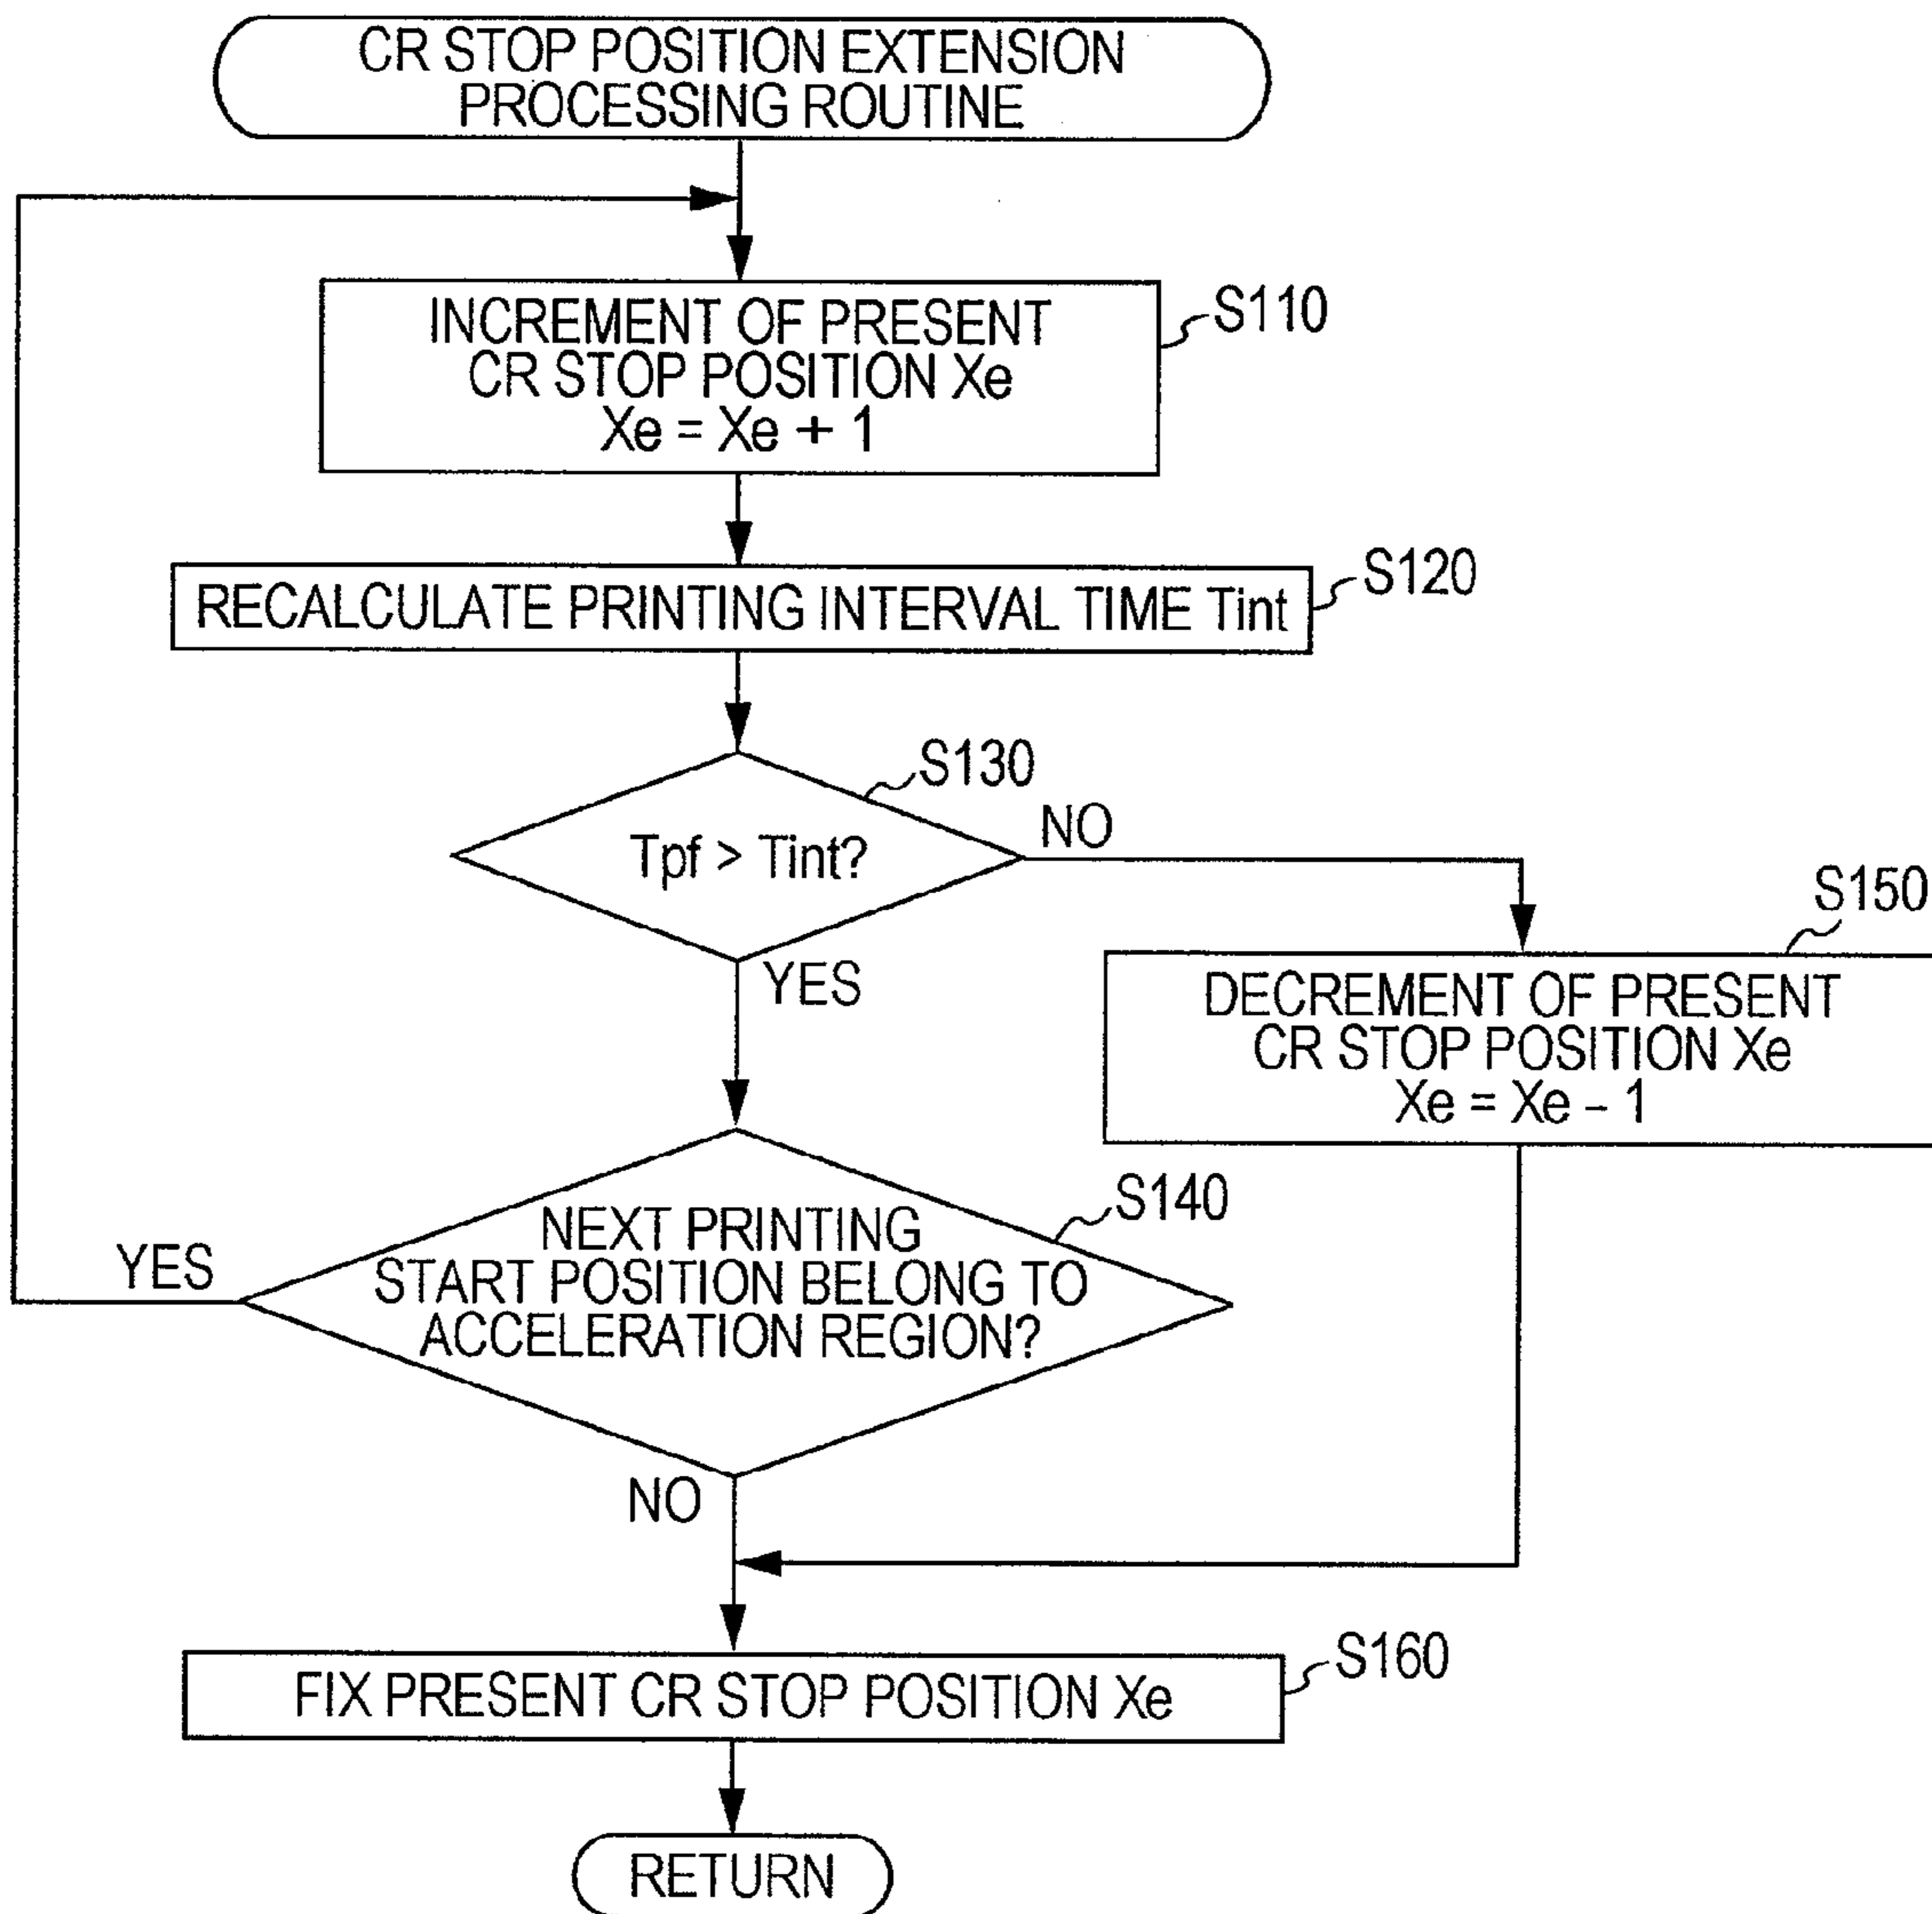 CR STOP POSITION EXTENSION
PROCESSING ROUTINE
INCREMENT OF PRESENT
CR STOP POSITION Xe
Xe = Xe + 1
S110
RECALCULATE PRINTING INTERVAL TIME Tint
S120
S130
Tpf > Tint?
NO
YES
S150
DECREMENT OF PRESENT
CR STOP POSITION Xe
Xe = Xe – 1
S140
NEXT PRINTING
START POSITION BELONG TO
ACCELERATION REGION?
YES
NO
FIX PRESENT CR STOP POSITION Xe
S160
RETURN